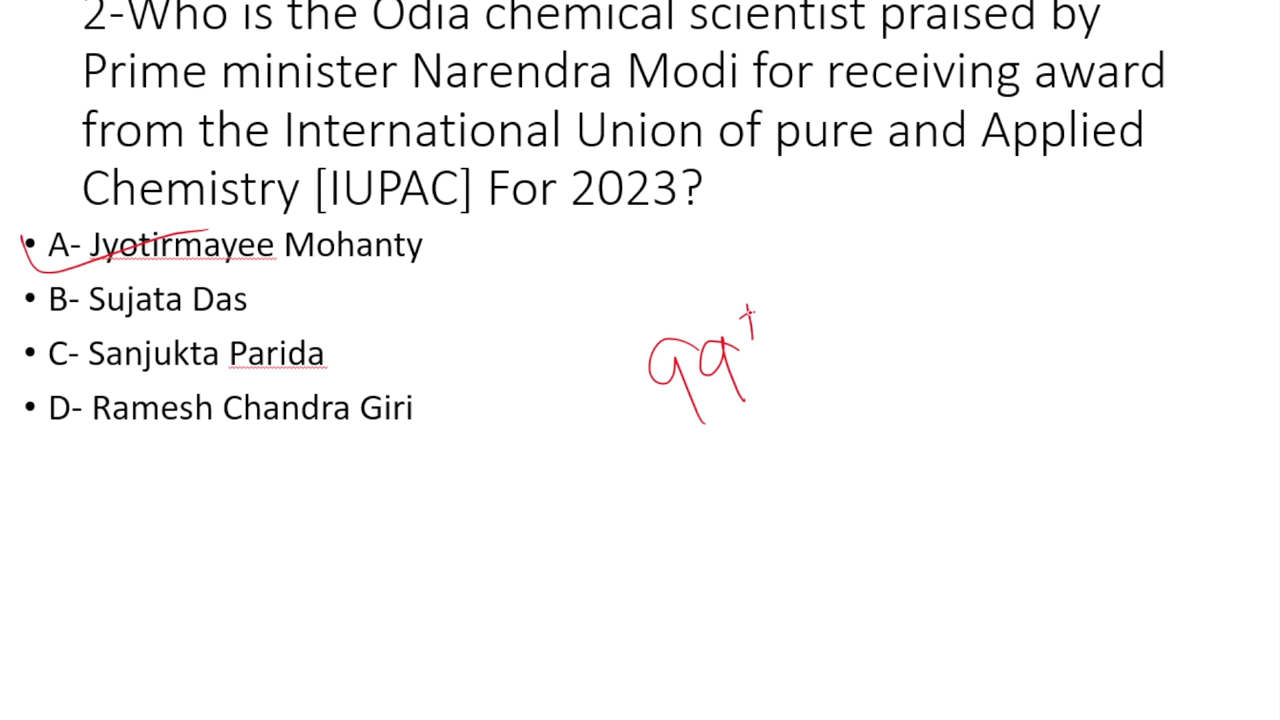 2-Who is the Odia chemical scientist praised by
Prime minister Narendra Modi for receiving award
from the International Union of pure and Applied
Chemistry [IUPAC] For 2023?
• A- Jyotirmayee Mohanty
• B- Sujata Das
• C- Sanjukta Parida
• D- Ramesh Chandra Giri
99+